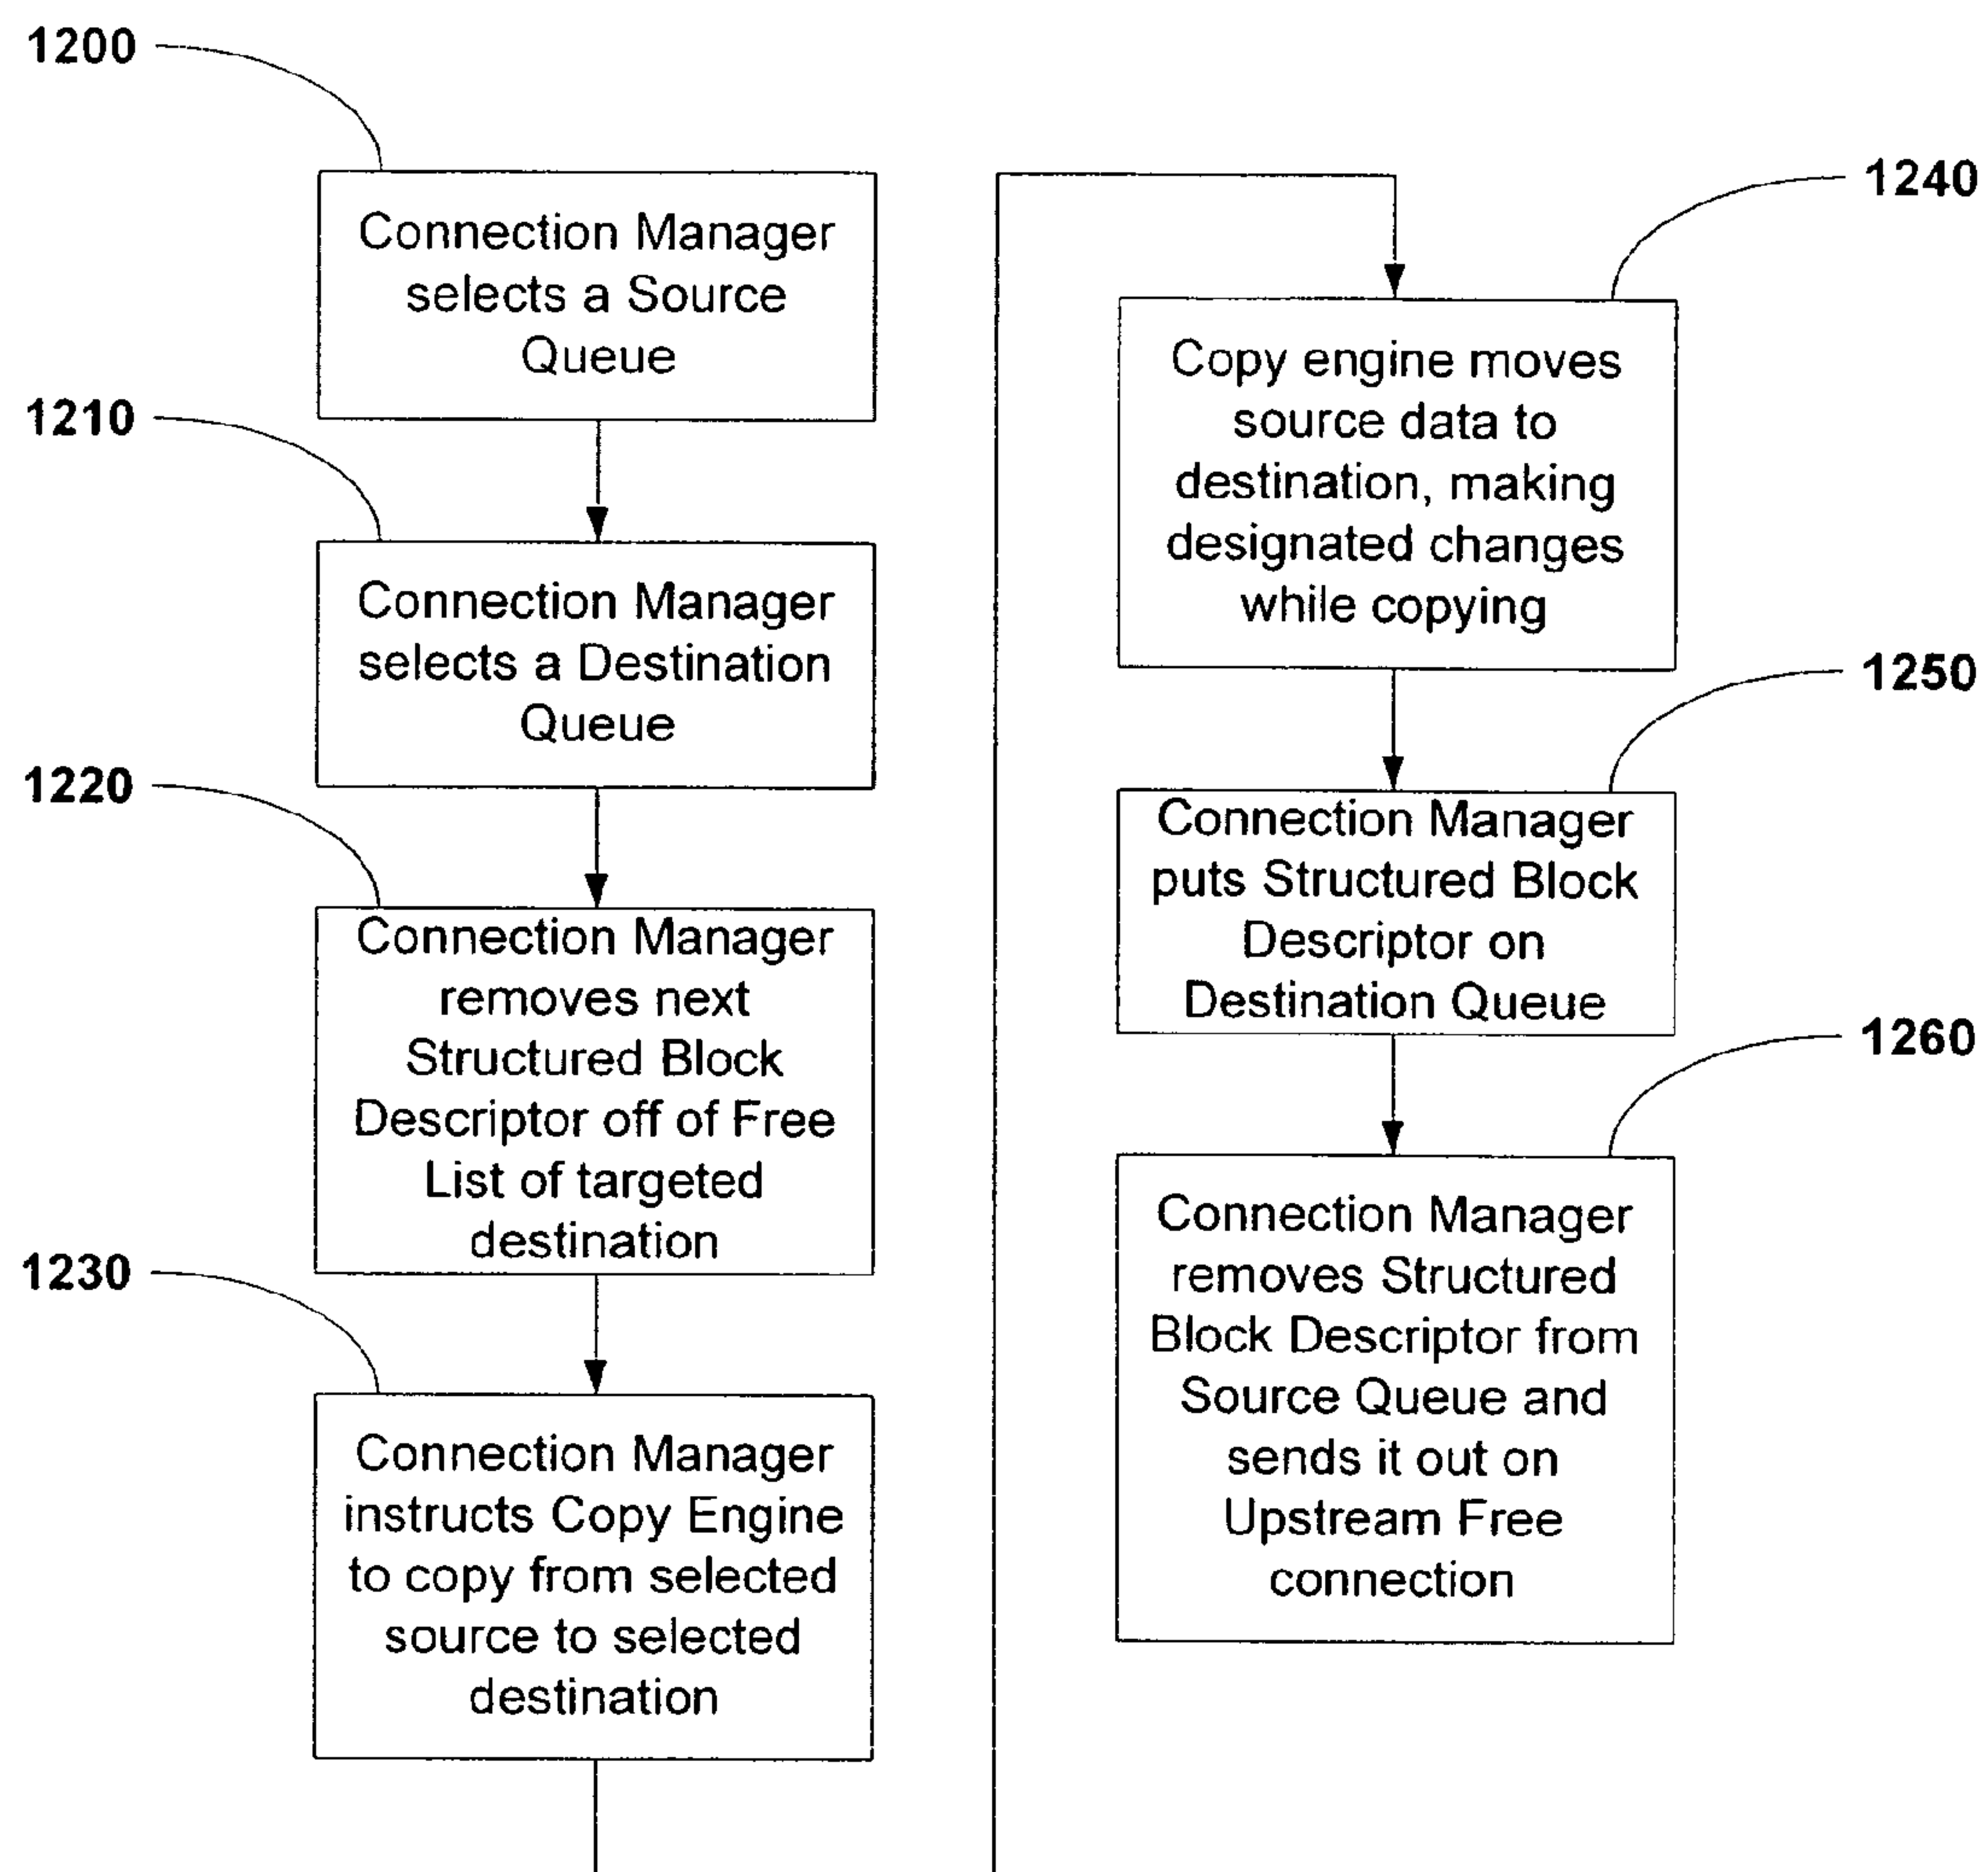 1200
Connection Manager
selects a Source
Queue
1210
Connection Manager
selects a Destination
Queue
1220
Connection Manager
removes next
Structured Block
Descriptor off of Free
List of targeted
destination
1230
Connection Manager
instructs Copy Engine
to copy from selected
source to selected
destination
1240
Copy engine moves
source data to
destination, making
designated changes
while copying
1250
Connection Manager
puts Structured Block
Descriptor on
Destination Queue
1260
Connection Manager
removes Structured
Block Descriptor from
Source Queue and
sends it out on
Upstream Free
connection